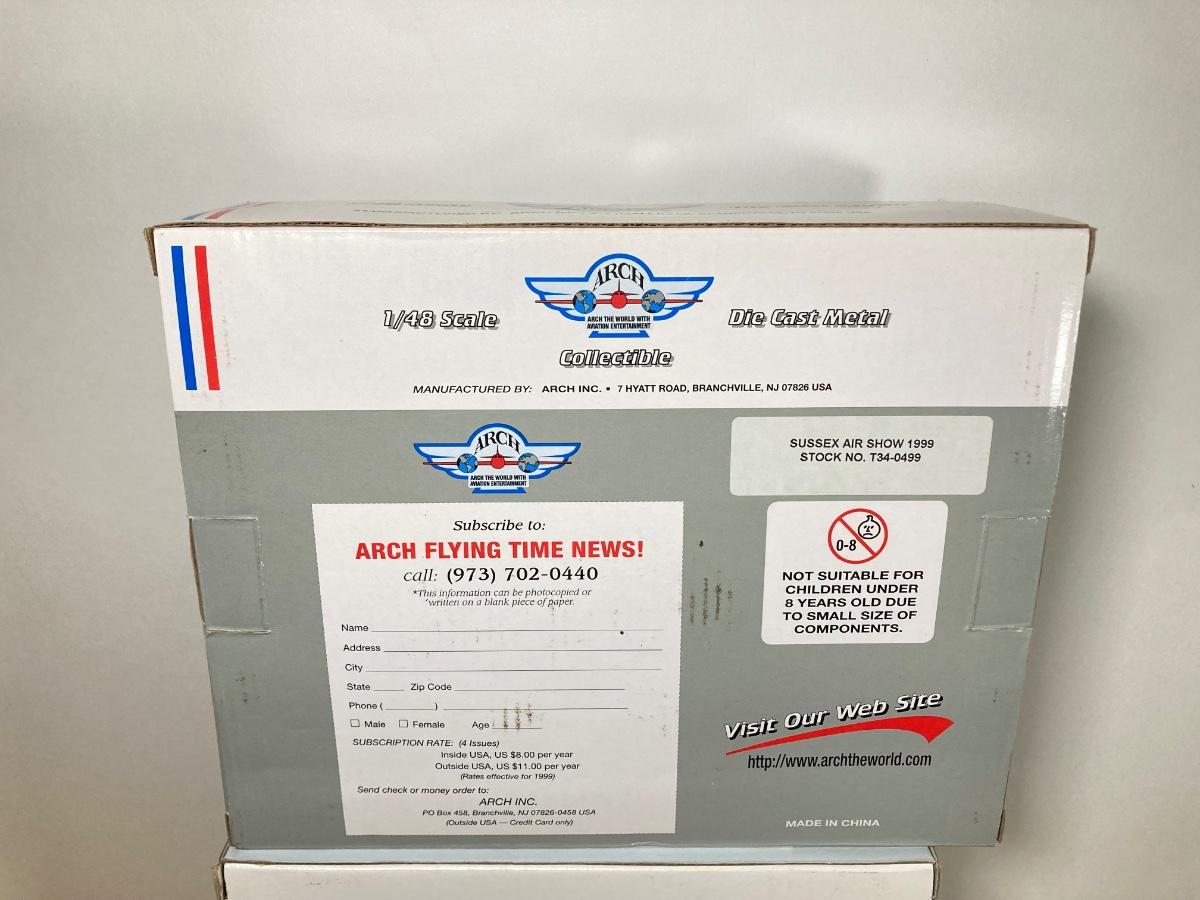 ARCH
ARCH THE WORLD WITH
AVIATION ENTERTAINMENT
1/48 Scale
Die Cast Metal
Collectible
MANUFACTURED BY: ARCH INC. • 7 HYATT ROAD, BRANCHVILLE, NJ 07826 USA
ARCH
ARCH THE WORLD WITH
AVIATION ENTERTAINMENT
SUSSEX AIR SHOW 1999
STOCK NO. T34-0499
Subscribe to:
ARCH FLYING TIME NEWS!
call: (973) 702-0440
*This information can be photocopied or
written on a blank piece of paper.
Name
Address
City
State Zip Code
Phone ( )
Male Female Age
SUBSCRIPTION RATE: (4 Issues)
Inside USA, US $8.00 per year
Outside USA, US $11.00 per year
(Rates effective for 1999)
Send check or money order to:
ARCH INC.
PO Box 458, Branchville, NJ 07826-0458 USA
(Outside USA — Credit Card only)
0-8
NOT SUITABLE FOR
CHILDREN UNDER
8 YEARS OLD DUE
TO SMALL SIZE OF
COMPONENTS.
Visit Our Web Site
http://www.archtheworld.com
MADE IN CHINA